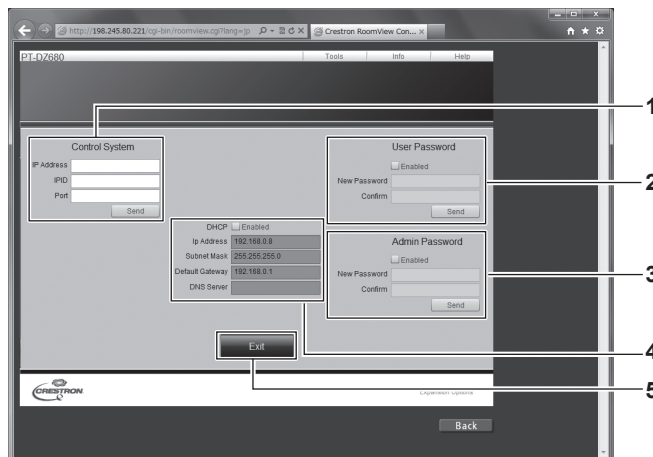 http://198.245.80.221/cgi-bin/roomview.cgi?lang=jp
Crestron RoomView Con...
PT-DZ680
Tools
Info
Help
1
Control System
IP Address
IPID
Port
Send
User Password
Enabled
New Password
Confirm
Send
2
DHCP Enabled
Ip Address 192.168.0.8
Subnet Mask 255.255.255.0
Default Gateway 192.168.0.1
DNS Server
Admin Password
Enabled
New Password
Confirm
Send
3
Exit
4
5
CRESTRON
Expansion Options
Back